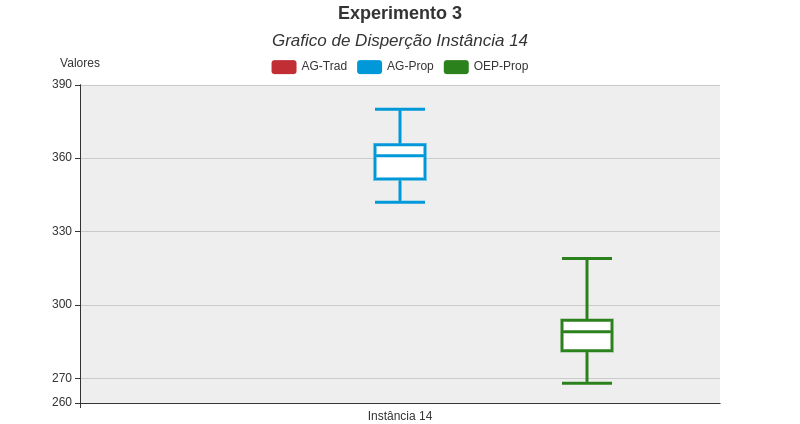 Experimento 3
Grafico de Disperção Instância 14
Valores
AG-Trad AG-Prop OEP-Prop
390
360
330
300
270
260
Instância 14